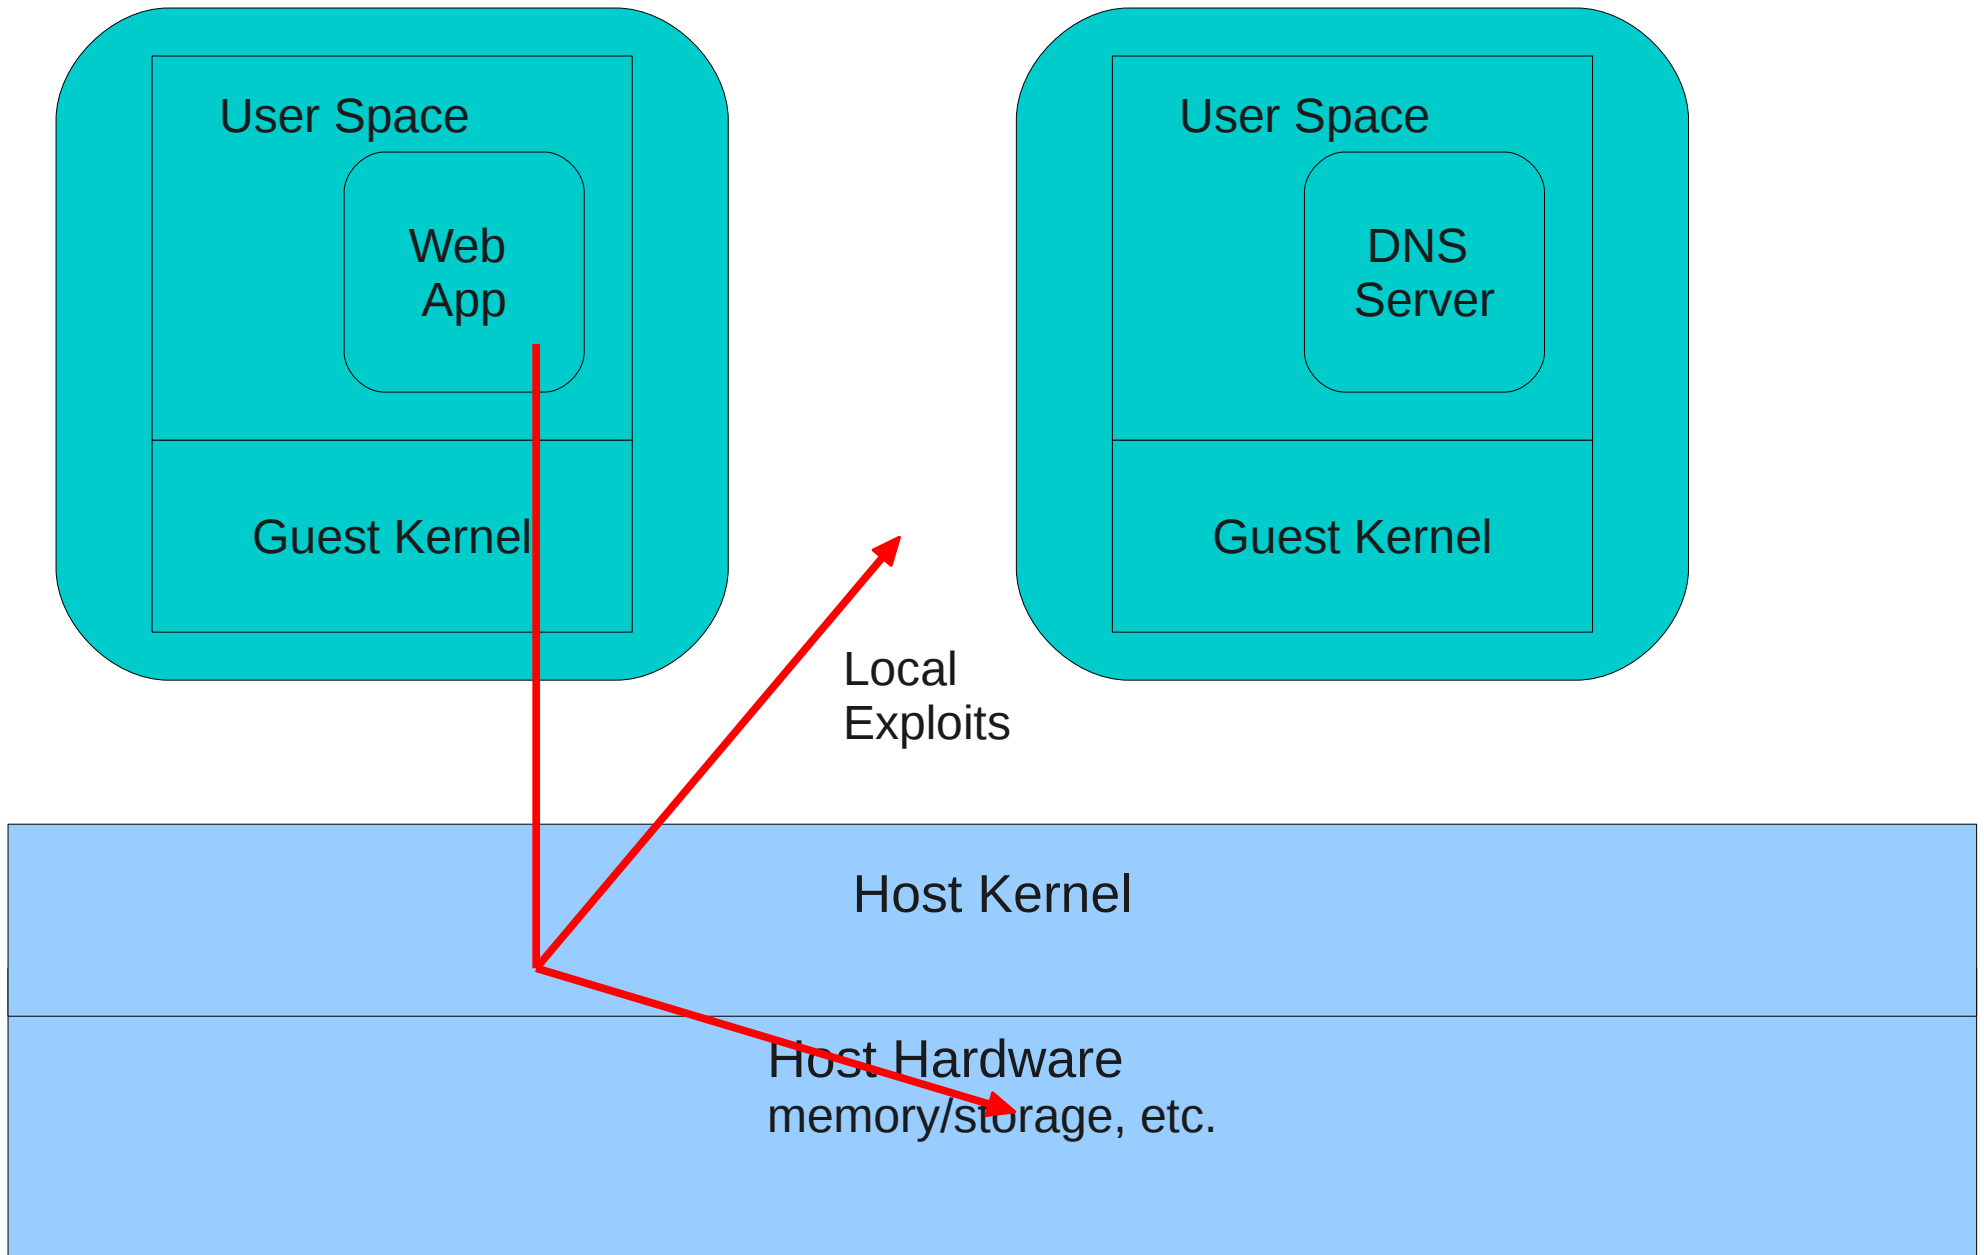 User Space
Web
App
Guest Kernel
User Space
DNS
Server
Guest Kernel
Local
Exploits
Host Kernel
Host Hardware
memory/storage, etc.